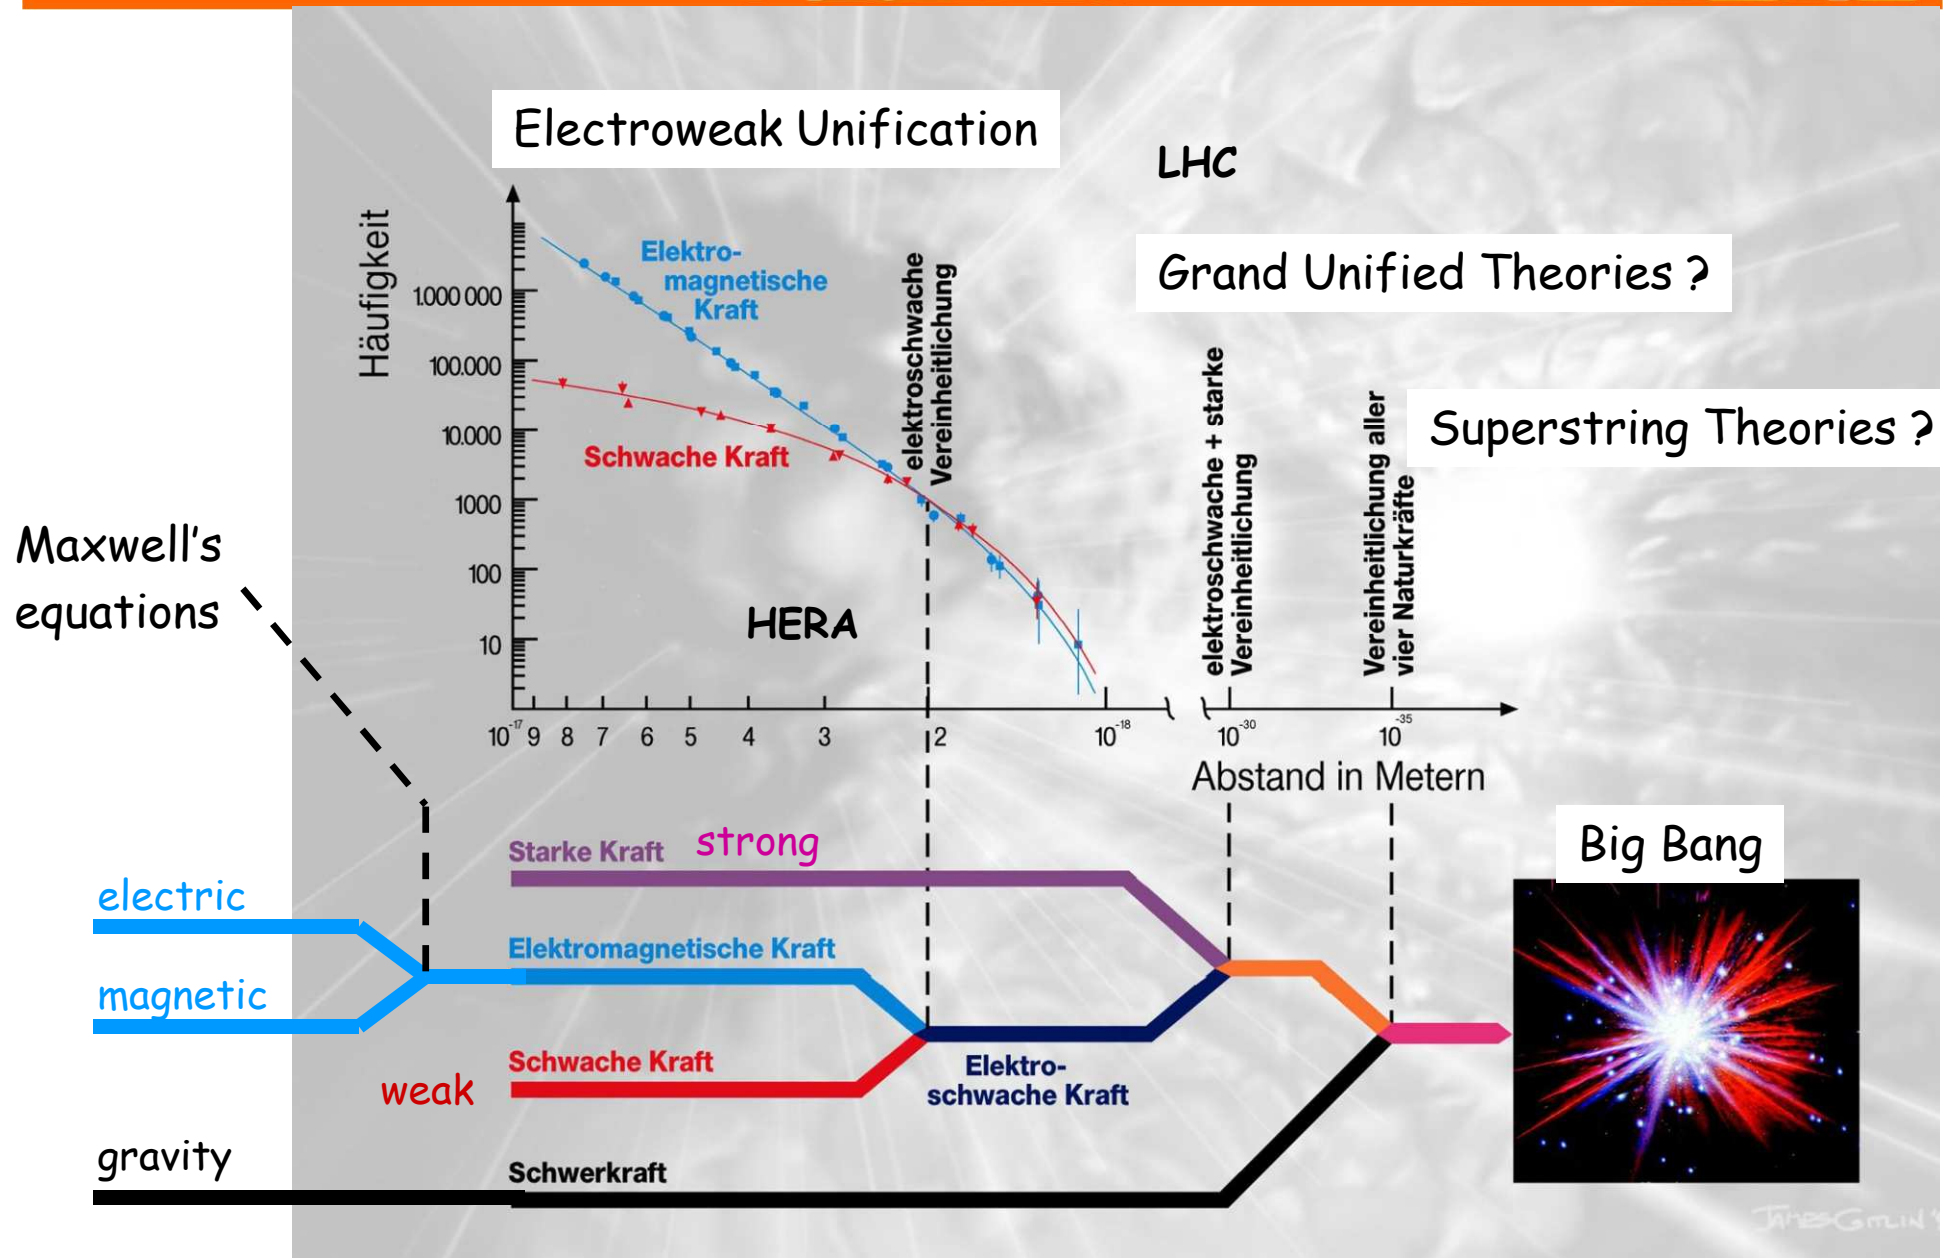 Electroweak Unification
LHC
Grand Unified Theories ?
Superstring Theories ?
Häufigkeit
1.000 000
100.000
10.000
1000
100
10
Elektro-
magnetische
Kraft
Schwache Kraft
HERA
elektroschwache
Vereinheitlichung
elektroschwache + starke
Vereinheitlichung
Vereinheitlichung aller
vier Naturkräfte
Maxwell's
equations
10⁻¹⁷ 9 8 7 6 5 4 3 2 10⁻¹⁸ 10⁻³⁰ 10⁻³⁵
Abstand in Metern
Big Bang
Starke Kraft strong
electric
Elektromagnetische Kraft
magnetic
Schwache Kraft
weak
Elektro-
schwache Kraft
gravity
Schwerkraft